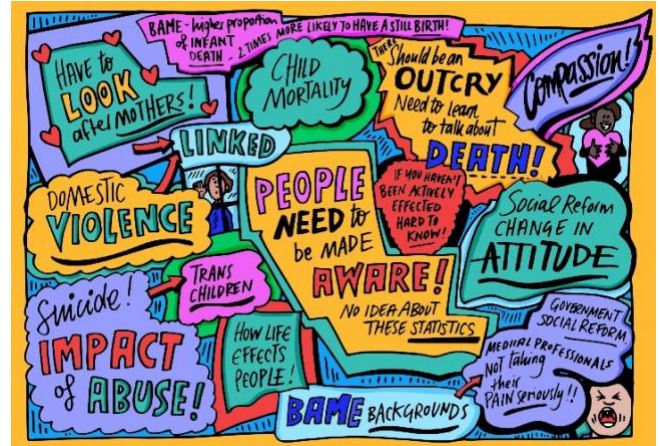 BAME - higher proportion
of INFANT
DEATH - 2 TIMES MORE LIKELY TO HAVE A STILL BIRTH!
HAVE to
LOOK
after MOTHERS!
CHILD
MORTALITY
THERE
Should be an
OUTCRY
Need to learn
to talk about
DEATH!
COMPASSION!
LINKED
DOMESTIC
VIOLENCE
PEOPLE
NEED to
be MADE
AWARE!
NO IDEA ABOUT
THESE STATISTICS
IF YOU HAVEN'T
BEEN ACTIVELY
EFFECTED
HARD TO
KNOW!
Social Reform
CHANGE IN
ATTITUDE
TRANS
CHILDREN
Suicide!
IMPACT
of ABUSE!
HOW LIFE
EFFECTS
PEOPLE!
BAME BACKGROUNDS
GOVERNMENT
SOCIAL REFORM
MEDICAL PROFESSIONALS
Not taking
their
PAIN Seriously!!